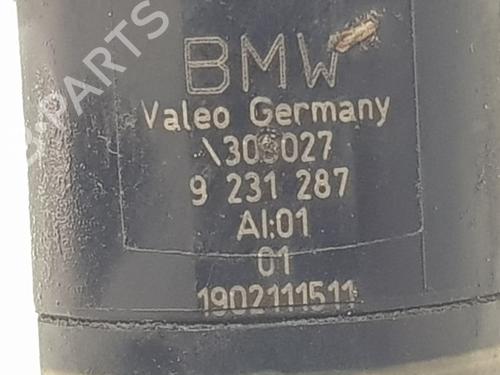 BMW
Valeo Germany
9 231 287
AI:01
01
1902111511